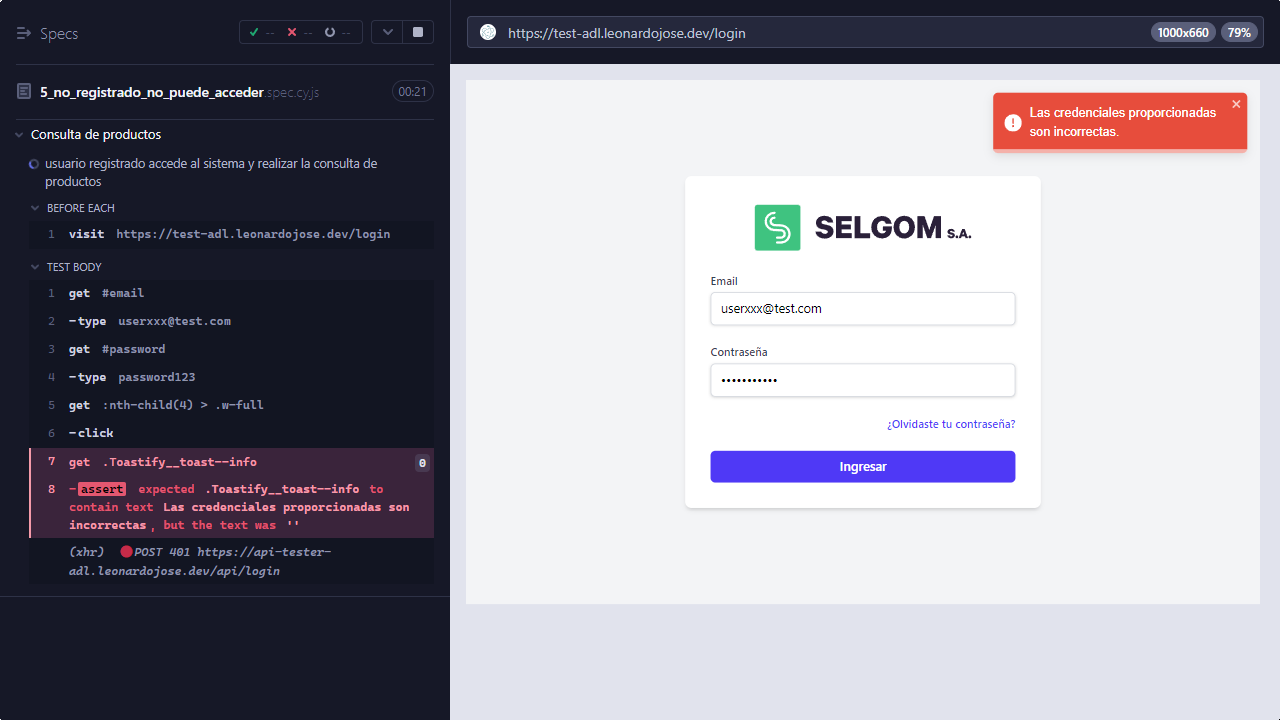 Specs
-- -- --
5_no_registrado_no_puede_acceder.spec.cy.js 00:21
Consulta de productos
usuario registrado accede al sistema y realizar la consulta de
productos
BEFORE EACH
1 visit https://test-adl.leonardojose.dev/login
TEST BODY
1 get #email
2 -type userxxx@test.com
3 get #password
4 -type password123
5 get :nth-child(4) > .w-full
6 -click
7 get .Toastify__toast--info 0
8 -assert expected .Toastify__toast--info to
contain text Las credenciales proporcionadas son
incorrectas, but the text was ''
(xhr) POST 401 https://api-tester-
adl.leonardojose.dev/api/login
https://test-adl.leonardojose.dev/login 1000x660 79%
Las credenciales proporcionadas
son incorrectas.
SELGOM S.A.
Email
userxxx@test.com
Contraseña
•••••••••••
¿Olvidaste tu contraseña?
Ingresar